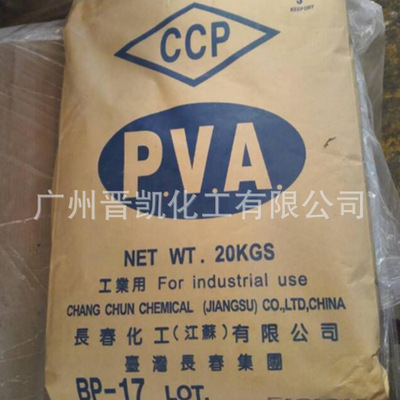 CCP
P.V.A.
广州晋凯化工有限公司
NET WT. 20KGS
工業用 For industrial use
CHANG CHUN CHEMICAL (JIANGSU) CO.,LTD,CHINA
長春化工(江蘇)有限公司
臺灣長春集團
BP-17 LOT.